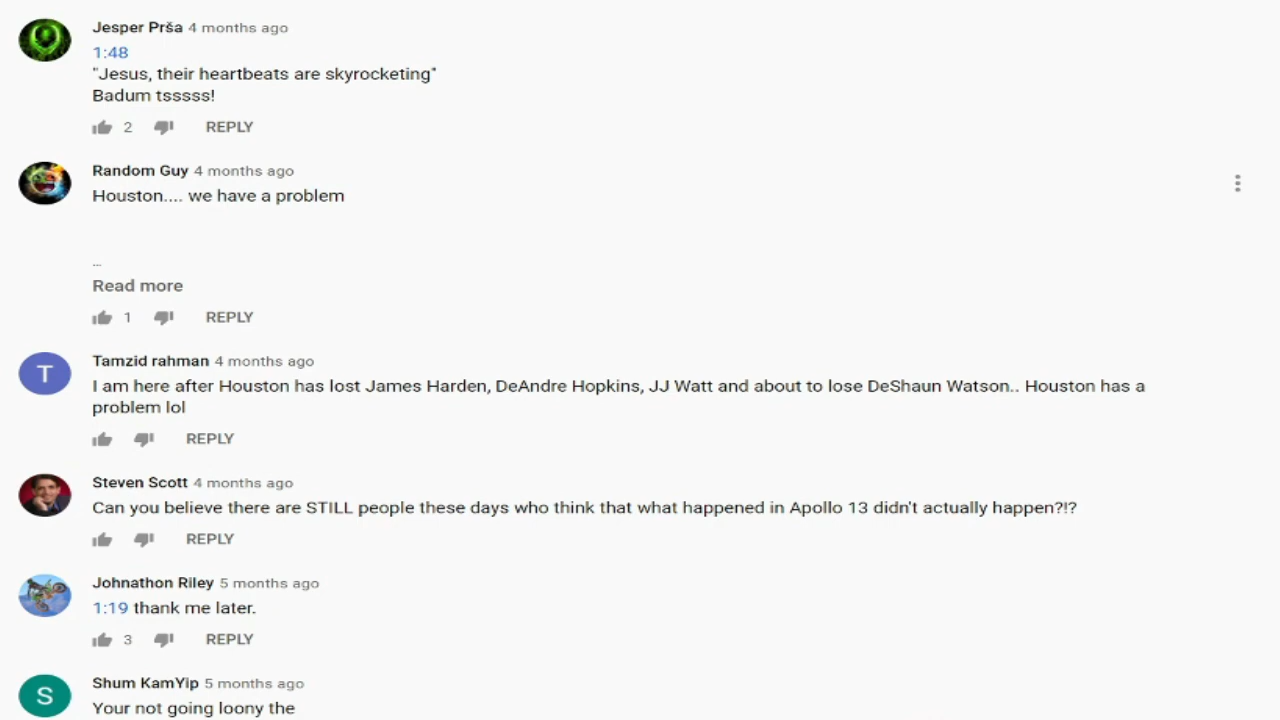 Jesper Prša 4 months ago
1:48
"Jesus, their heartbeats are skyrocketing"
Badum tsssss!
2 REPLY
Random Guy 4 months ago
Houston.... we have a problem
...
Read more
1 REPLY
T
Tamzid rahman 4 months ago
I am here after Houston has lost James Harden, DeAndre Hopkins, JJ Watt and about to lose DeShaun Watson.. Houston has a
problem lol
REPLY
Steven Scott 4 months ago
Can you believe there are STILL people these days who think that what happened in Apollo 13 didn't actually happen?!?
REPLY
Johnathon Riley 5 months ago
1:19 thank me later.
3 REPLY
S
Shum KamYip 5 months ago
Your not going loony the